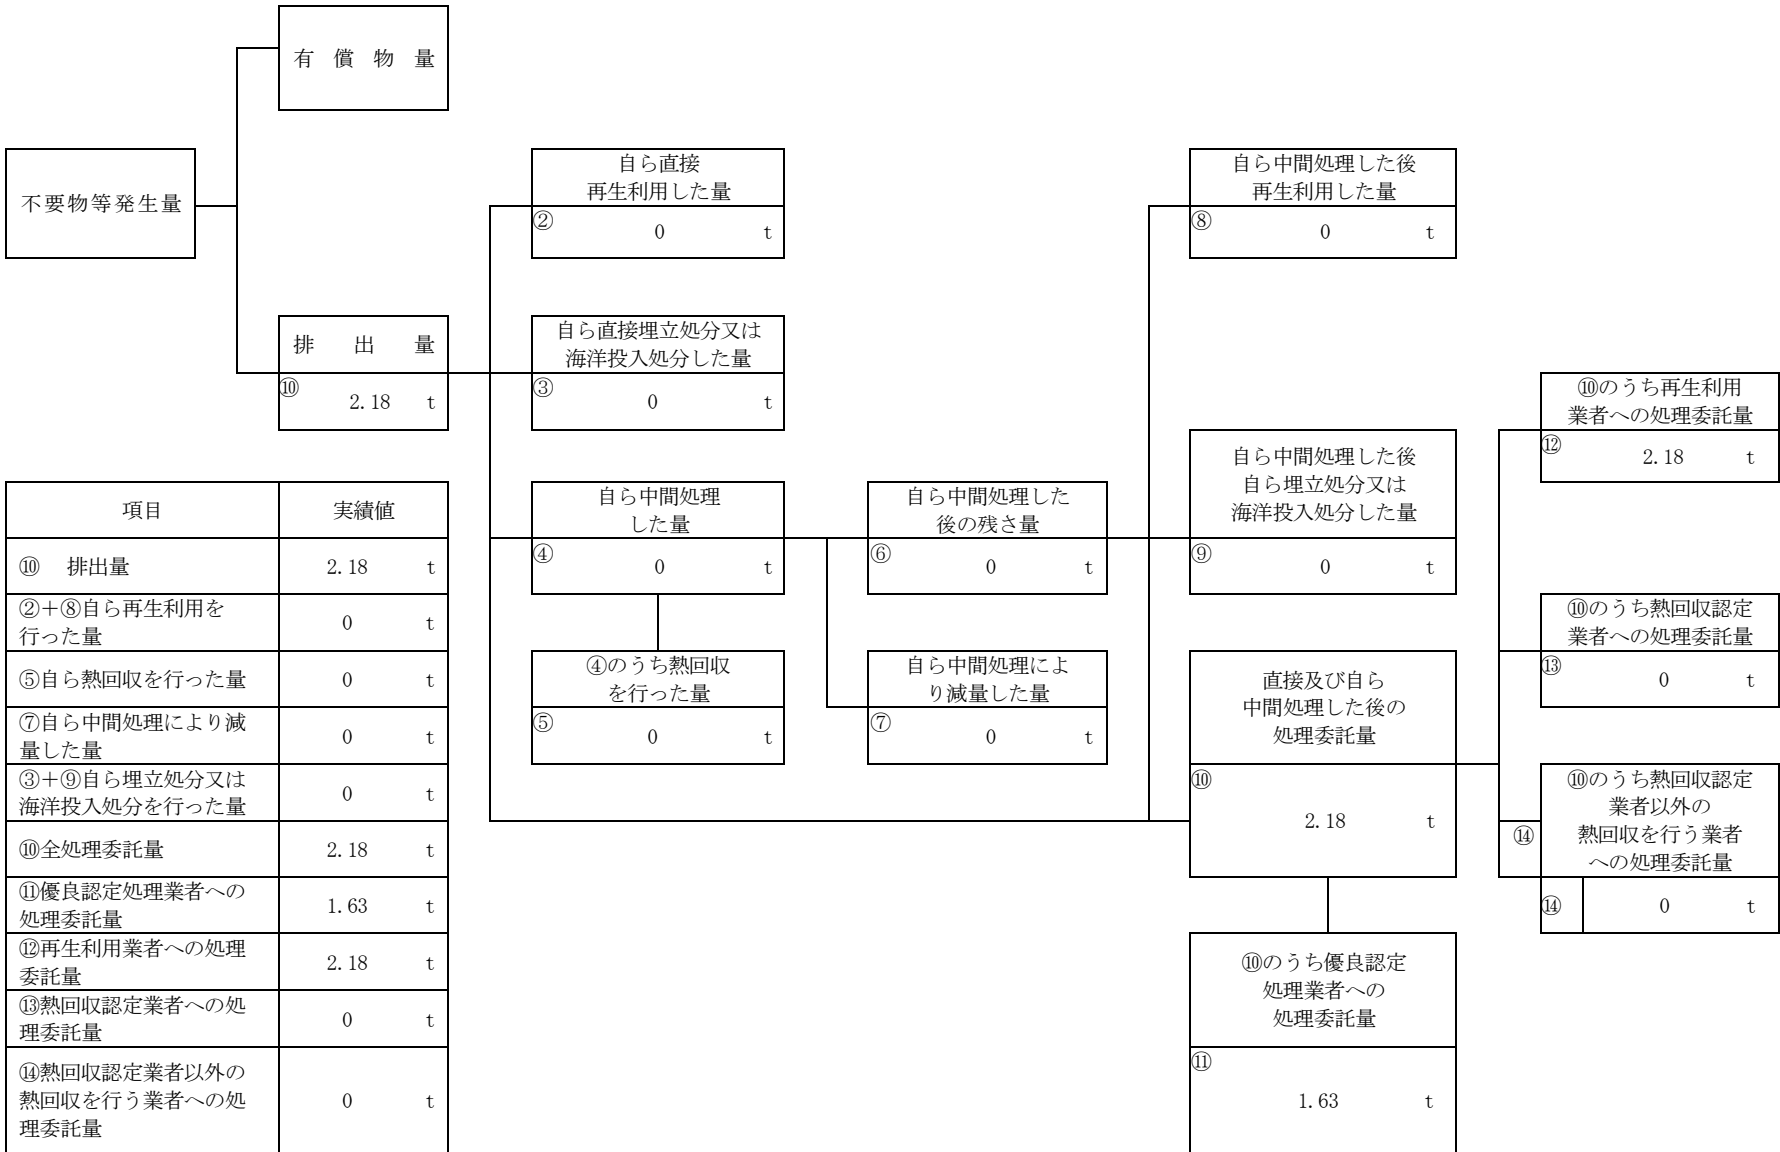 有 償 物 量
不要物等発生量
自ら直接
再生利用した量
② 0 t
自ら中間処理した後
再生利用した量
⑧ 0 t
排 出 量
⑩ 2.18 t
自ら直接埋立処分又は
海洋投入処分した量
③ 0 t
⑩のうち再生利用
業者への処理委託量
⑫ 2.18 t
自ら中間処理
した量
④ 0 t
自ら中間処理した
後の残さ量
⑥ 0 t
自ら中間処理した後
自ら埋立処分又は
海洋投入処分した量
⑨ 0 t
⑩のうち熱回収認定
業者への処理委託量
⑬ 0 t
④のうち熱回収
を行った量
⑤ 0 t
自ら中間処理によ
り減量した量
⑦ 0 t
直接及び自ら
中間処理した後の
処理委託量
⑩
2.18 t
⑭
⑩のうち熱回収認定
業者以外の
熱回収を行う業者
への処理委託量
⑭ 0 t
⑩のうち優良認定
処理業者への
処理委託量
⑪
1.63 t
項目 実績値
⑩ 排出量 2.18 t
②+⑧自ら再生利用を
行った量 0 t
⑤自ら熱回収を行った量 0 t
⑦自ら中間処理により減
量した量 0 t
③+⑨自ら埋立処分又は
海洋投入処分を行った量 0 t
⑩全処理委託量 2.18 t
⑪優良認定処理業者への
処理委託量 1.63 t
⑫再生利用業者への処理
委託量 2.18 t
⑬熱回収認定業者への処
理委託量 0 t
⑭熱回収認定業者以外の
熱回収を行う業者への処
理委託量 0 t